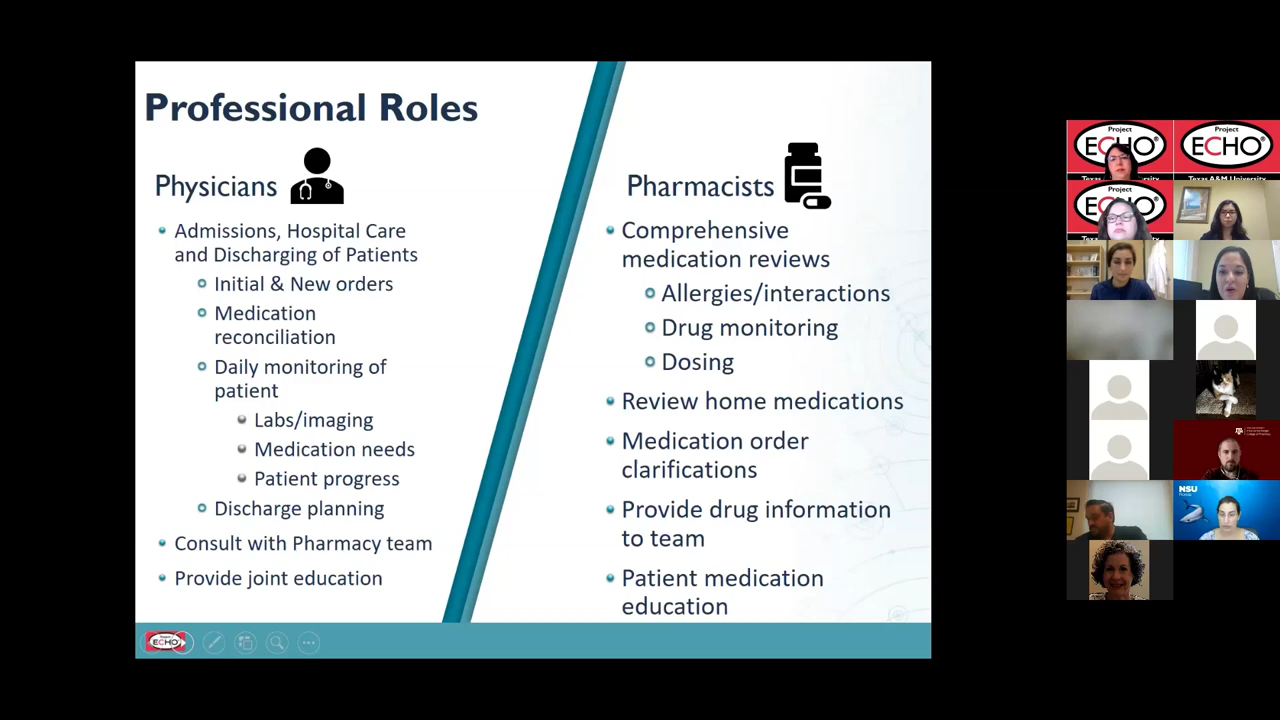 Professional Roles
Physicians
Admissions, Hospital Care
and Discharging of Patients
Initial & New orders
Medication
reconciliation
Daily monitoring of
patient
Labs/imaging
Medication needs
Patient progress
Discharge planning
Consult with Pharmacy team
Provide joint education
Pharmacists
Comprehensive
medication reviews
Allergies/interactions
Drug monitoring
Dosing
Review home medications
Medication order
clarifications
Provide drug information
to team
Patient medication
education
ECHO
Project
ECHO®
Project
ECHO®
Texas A&M University
Project
ECHO®
NSU
Florida